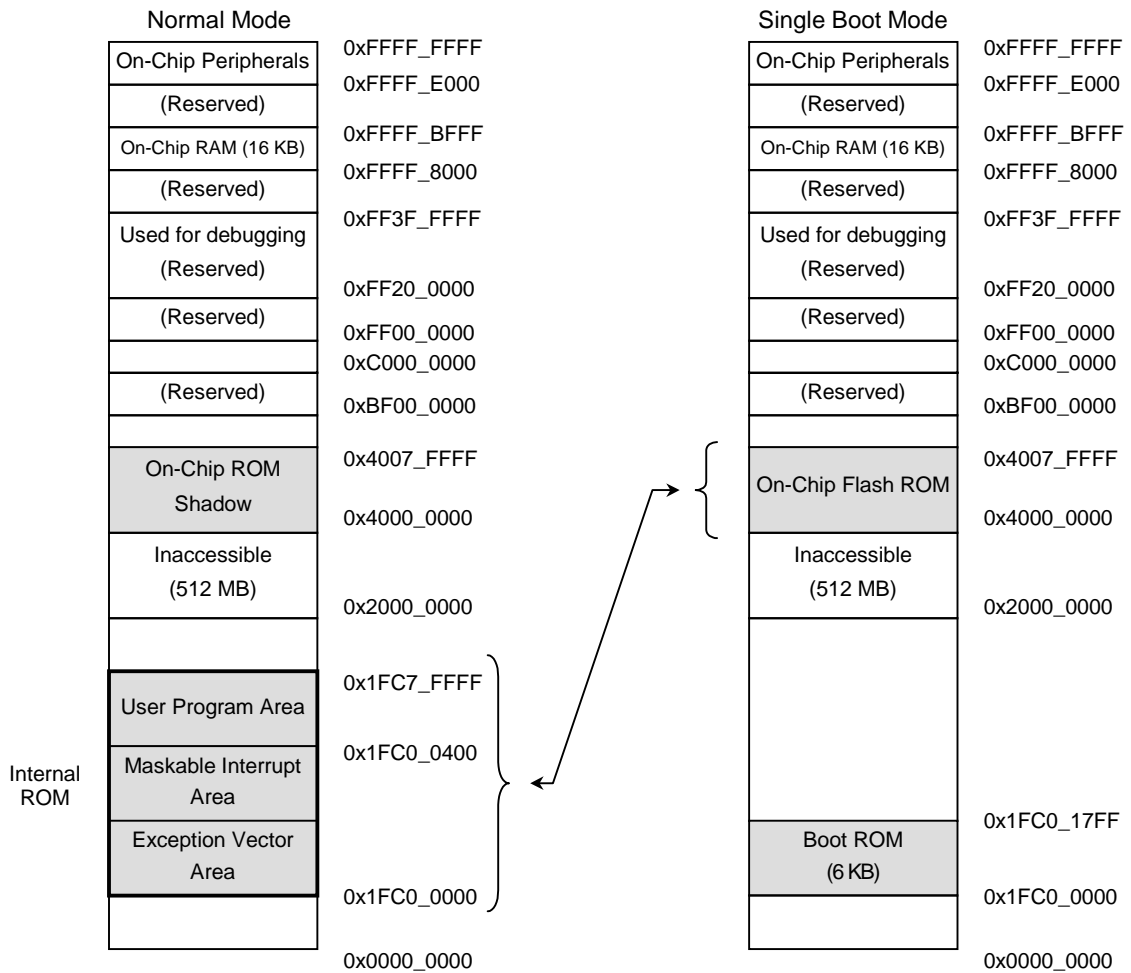 Normal Mode
On-Chip Peripherals
(Reserved)
On-Chip RAM (16 KB)
(Reserved)
Used for debugging
(Reserved)
(Reserved)
(Reserved)
On-Chip ROM
Shadow
Inaccessible
(512 MB)
User Program Area
Maskable Interrupt
Area
Exception Vector
Area
Internal
ROM
0xFFFF_FFFF
0xFFFF_E000
0xFFFF_BFFF
0xFFFF_8000
0xFF3F_FFFF
0xFF20_0000
0xFF00_0000
0xC000_0000
0xBF00_0000
0x4007_FFFF
0x4000_0000
0x2000_0000
0x1FC7_FFFF
0x1FC0_0400
0x1FC0_0000
0x0000_0000
Single Boot Mode
On-Chip Peripherals
(Reserved)
On-Chip RAM (16 KB)
(Reserved)
Used for debugging
(Reserved)
(Reserved)
(Reserved)
On-Chip Flash ROM
Inaccessible
(512 MB)
Boot ROM
(6 KB)
0xFFFF_FFFF
0xFFFF_E000
0xFFFF_BFFF
0xFFFF_8000
0xFF3F_FFFF
0xFF20_0000
0xFF00_0000
0xC000_0000
0xBF00_0000
0x4007_FFFF
0x4000_0000
0x2000_0000
0x1FC0_17FF
0x1FC0_0000
0x0000_0000